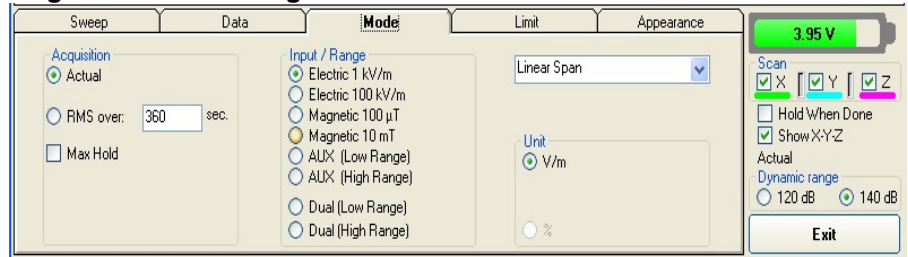 Sweep Data Mode Limit Appearance
Acquisition
Actual
RMS over: 360 sec.
Max Hold
Input / Range
Electric 1 kV/m
Electric 100 kV/m
Magnetic 100 µT
Magnetic 10 mT
AUX (Low Range)
AUX (High Range)
Dual (Low Range)
Dual (High Range)
Linear Span
Unit
V/m
%
3.95 V
Scan
X [ Y [ Z
Hold When Done
Show X-Y-Z
Actual
Dynamic range
120 dB 140 dB
Exit